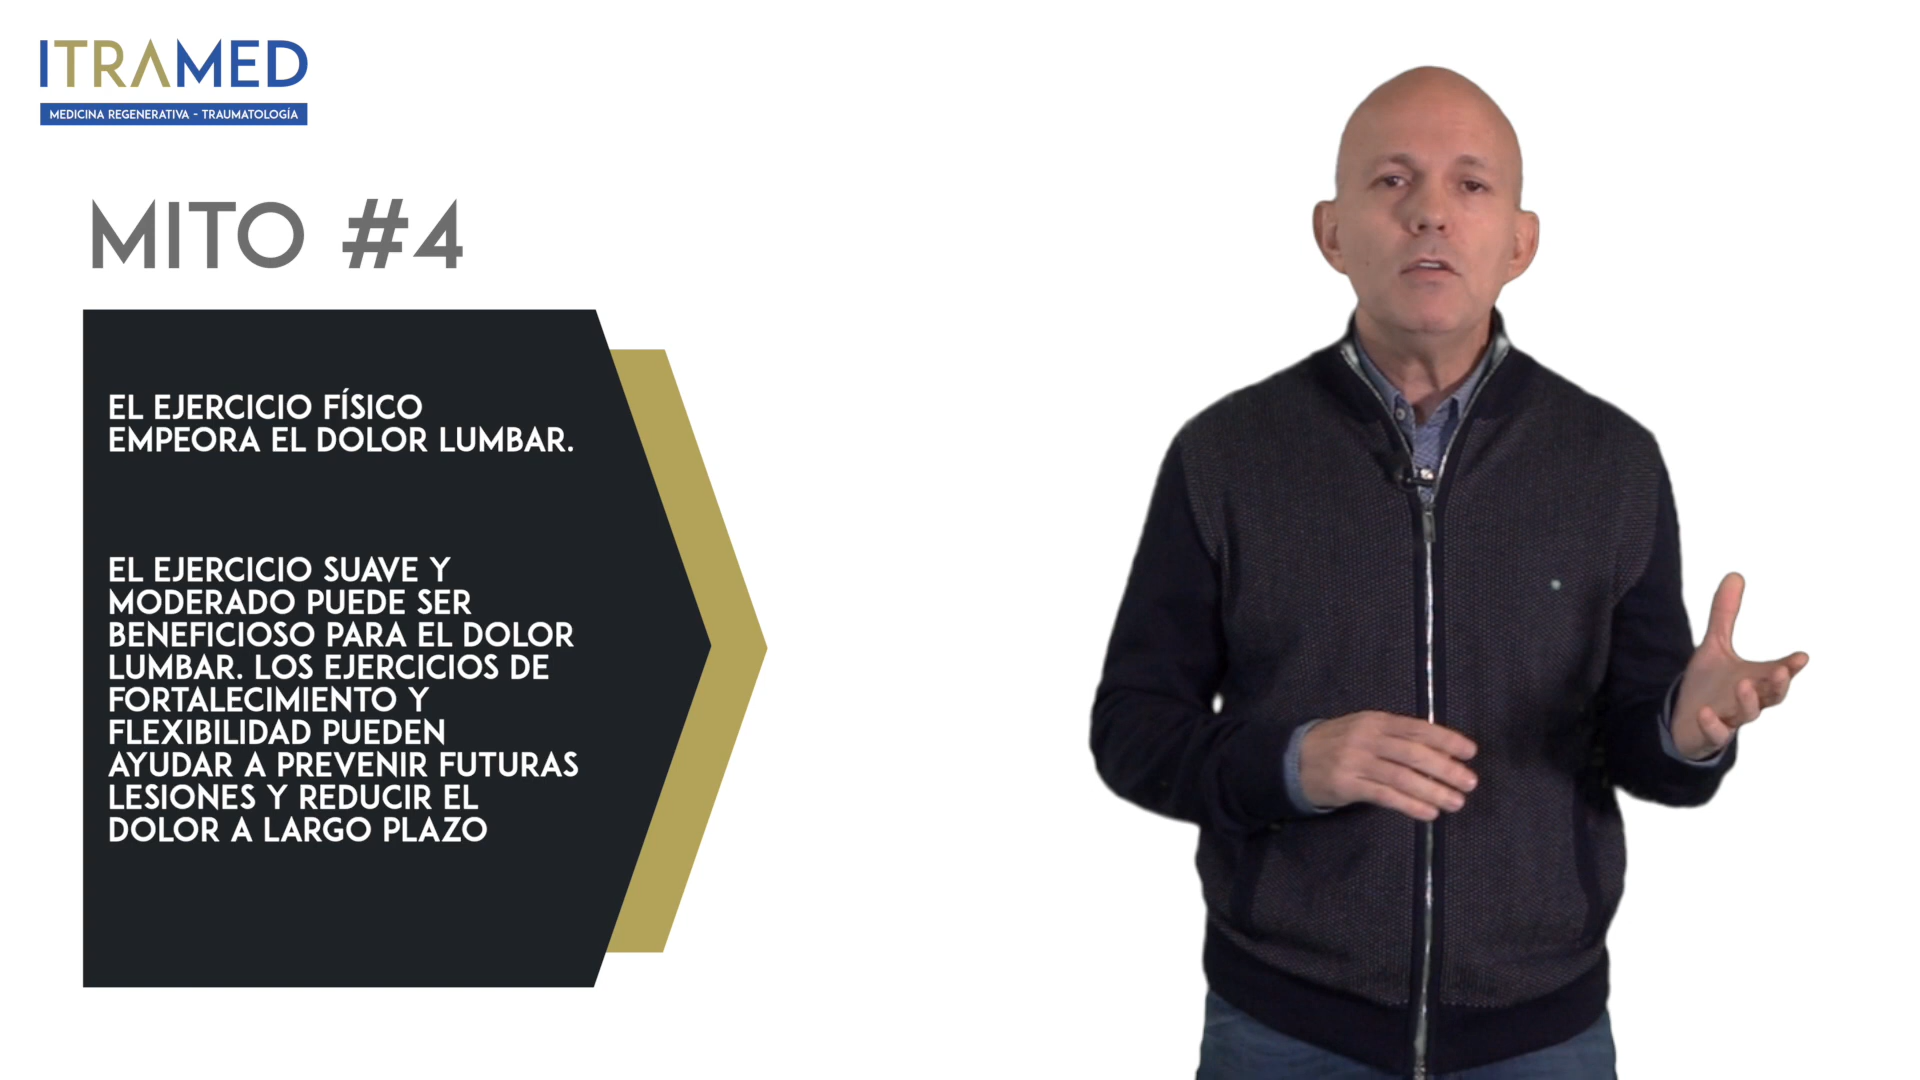 ITRAMED
MEDICINA REGENERATIVA - TRAUMATOLOGÍA
MITO #4
EL EJERCICIO FÍSICO
EMPEORA EL DOLOR LUMBAR.
EL EJERCICIO SUAVE Y
MODERADO PUEDE SER
BENEFICIOSO PARA EL DOLOR
LUMBAR. LOS EJERCICIOS DE
FORTALECIMIENTO Y
FLEXIBILIDAD PUEDEN
AYUDAR A PREVENIR FUTURAS
LESIONES Y REDUCIR EL
DOLOR A LARGO PLAZO